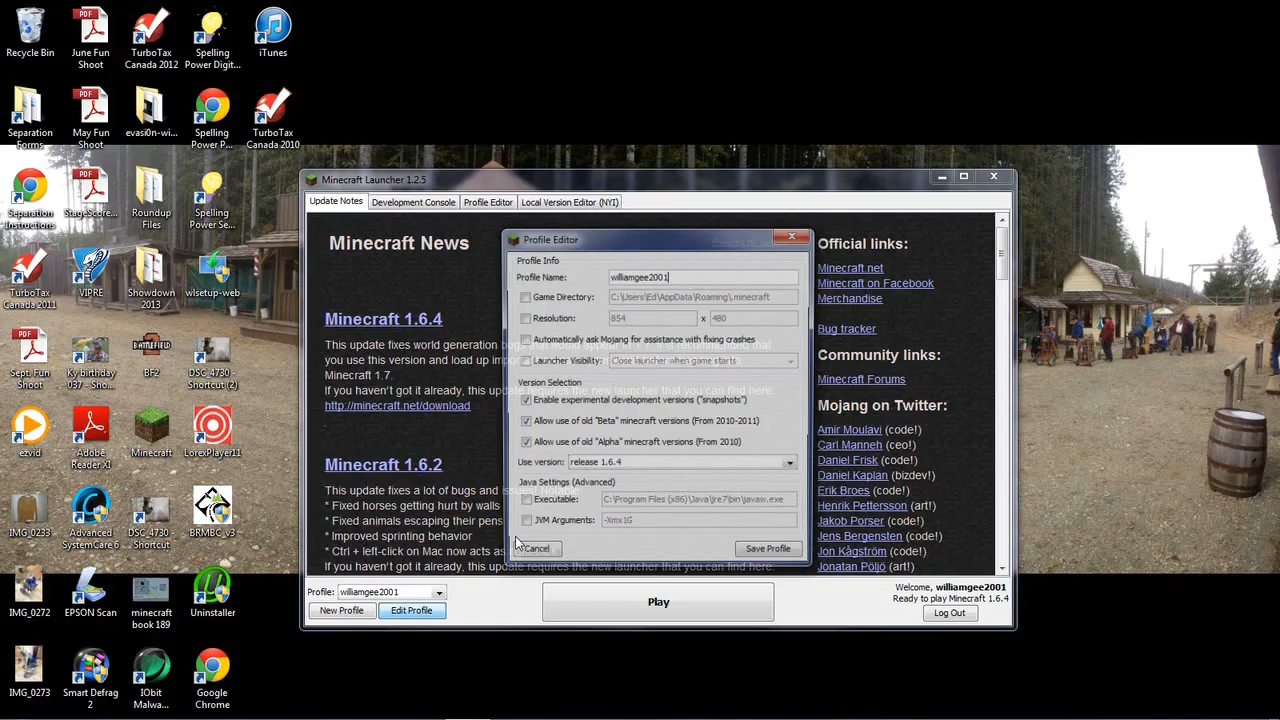 Recycle Bin
June Fun
Shoot
TurboTax
Canada 2012
Spelling
Power Digit...
iTunes
Separation
Forms
May Fun
Shoot
evasi0n-wi...
Spelling
Power P...
TurboTax
Canada 2010
Separation
Instructions
StageScore...
Roundup
Files
Spelling
Power Se...
TurboTax
Canada 2011
VIPRE
Showdown
2013
wlsetup-web
Sept. Fun
Shoot
Ky birthday
037 - Sho...
BATTLEFIELD
BF2
DSC_4730 -
Shortcut (2)
ezvid
Adobe
Reader XI
Minecraft
LorexPlayer11
IMG_0233
Advanced
SystemCare 6
DSC_4730
- Shortcut
BRMBC_v3
IMG_0272
EPSON Scan
minecraft
book 189
Uninstaller
IMG_0273
Smart Defrag
2
IObit
Malwa...
Google
Chrome
Minecraft Launcher 1.2.5
Update Notes
Development Console
Profile Editor
Local Version Editor (NYI)
Minecraft News
Minecraft 1.6.4
This update fixes world generation
you use this version and load up
Minecraft 1.7.
If you haven't got it already, this update requires the new launcher that you can find here:
http://minecraft.net/download
Minecraft 1.6.2
This update fixes a lot of bugs and
* Fixed horses getting hurt by walls
* Fixed animals escaping their pens
* Improved sprinting behavior
* Ctrl + left-click on Mac now acts as
If you haven't got it already, this update requires the new launcher that you can find here:
Profile Editor
Profile Info
Profile Name:
williamgee2001
Game Directory:
C:\Users\Ed\AppData\Roaming\.minecraft
Resolution:
854
x
480
Automatically ask Mojang for assistance with fixing crashes
Launcher Visibility:
Close launcher when game starts
Version Selection
Enable experimental development versions ("snapshots")
Allow use of old "Beta" minecraft versions (From 2010-2011)
Allow use of old "Alpha" minecraft versions (From 2010)
Use version:
release 1.6.4
Java Settings (Advanced)
Executable:
C:\Program Files (x86)\Java\jre7\bin\javaw.exe
JVM Arguments:
-Xmx1G
Cancel
Save Profile
Official links:
Minecraft.net
Minecraft on Facebook
Merchandise
Bug tracker
Community links:
Minecraft Forums
Mojang on Twitter:
Amir Moulavi (code!)
Carl Manneh (ceo!)
Daniel Frisk (code!)
Daniel Kaplan (bizdev!)
Erik Broes (code!)
Henrik Pettersson (art!)
Jakob Porser (code!)
Jens Bergensten (code!)
Jon Kågström (code!)
Jonatan Pöljö (art!)
Profile:
williamgee2001
New Profile
Edit Profile
Play
Welcome, williamgee2001
Ready to play Minecraft 1.6.4
Log Out